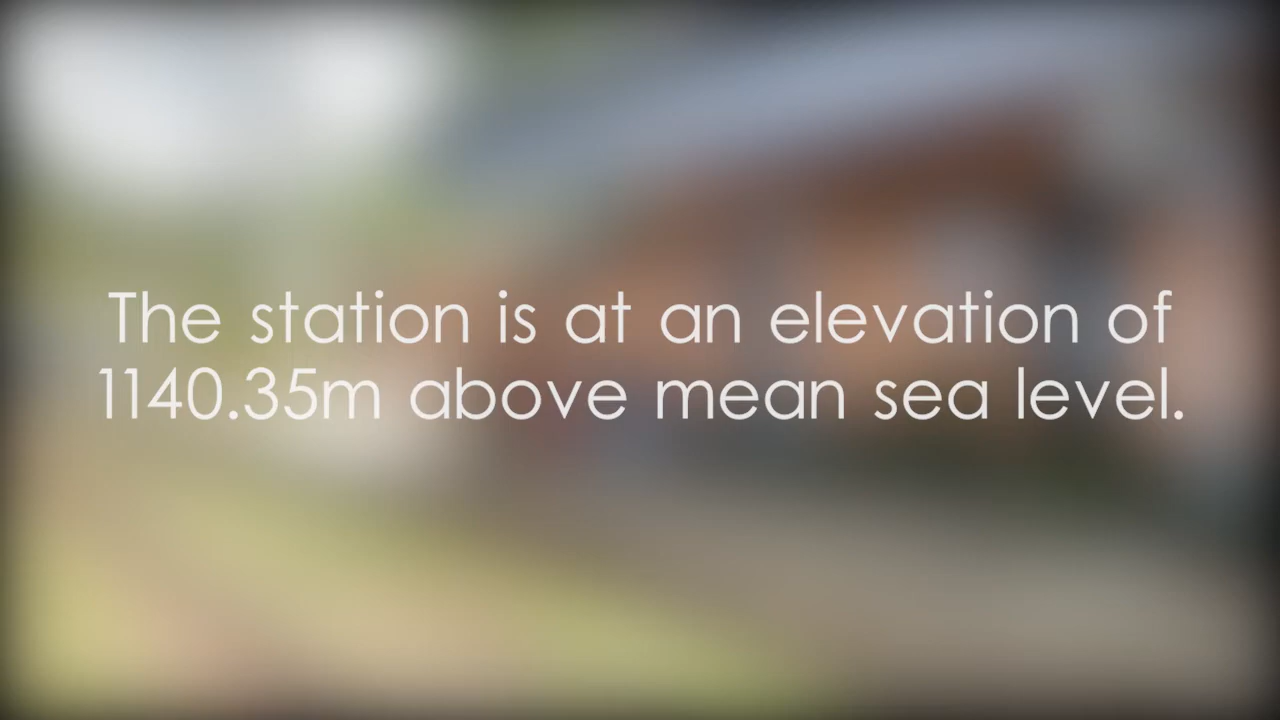 The station is at an elevation of
1140.35m above mean sea level.